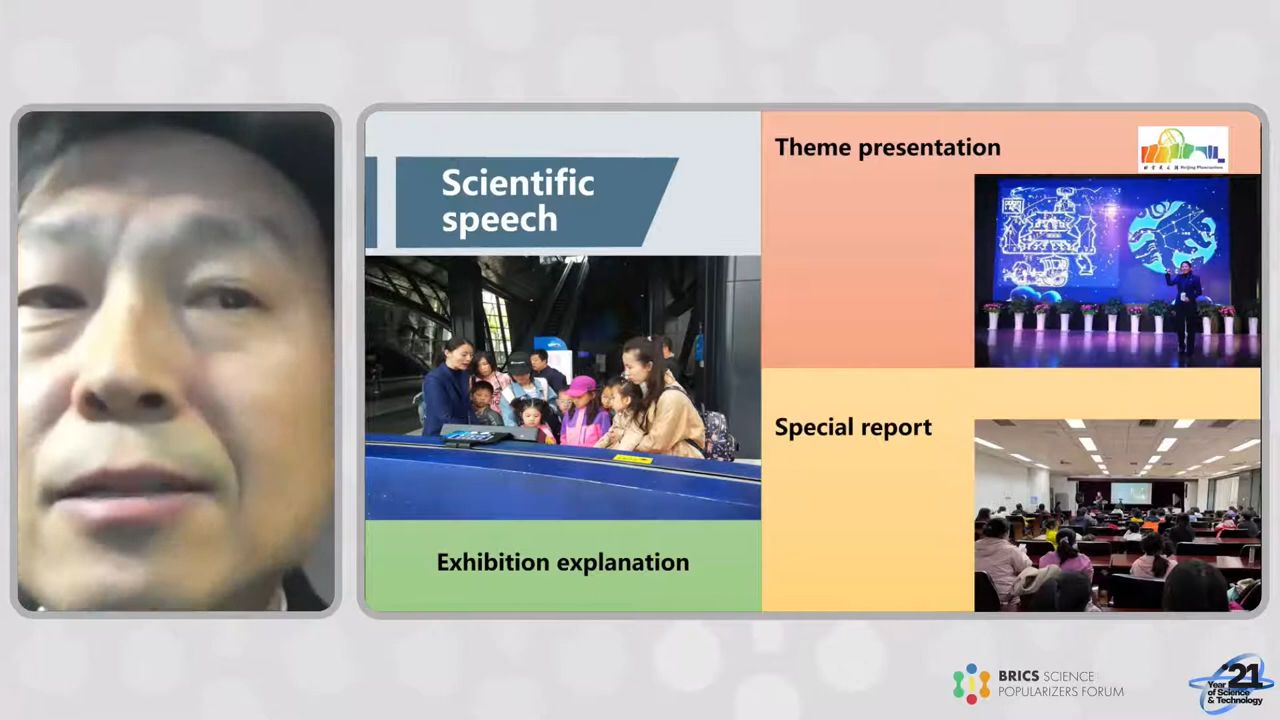 Scientific
speech
Exhibition explanation
Theme presentation
Beijing Planetarium
Special report
BRICS SCIENCE
POPULARIZERS FORUM
'21
Year
of Science
& Technology